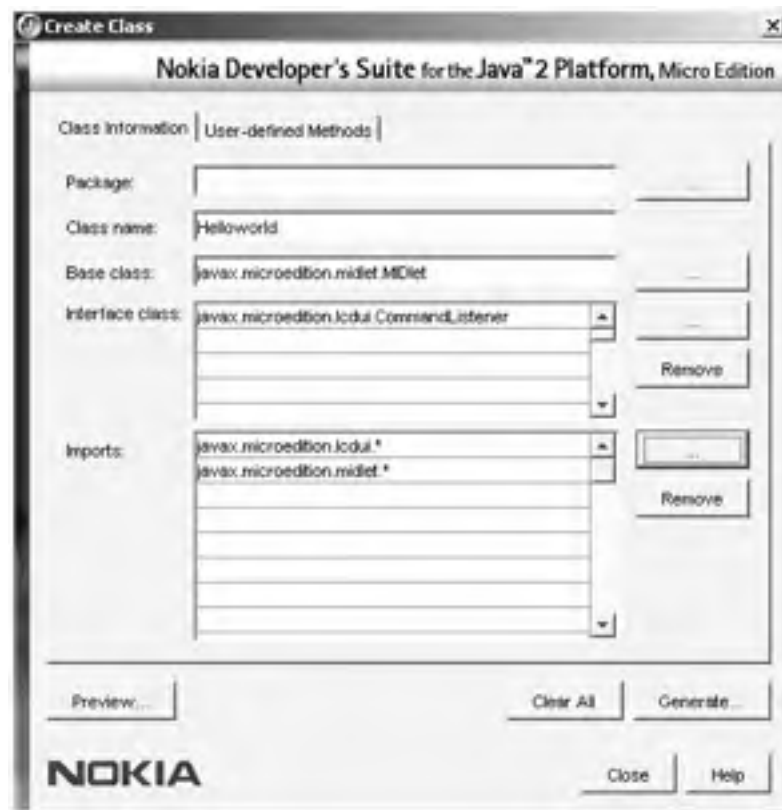 Create Class
Nokia Developer's Suite for the Java™ 2 Platform, Micro Edition
Class Information User-defined Methods
Package: ...
Class name: Helloworld
Base class: javax.microedition.midlet.MIDlet ...
Interface class: javax.microedition.lcdui.CommandListener ...
Remove
Imports: javax.microedition.lcdui.* ...
javax.microedition.midlet.*
Remove
Preview... Clear All Generate...
NOKIA Close Help